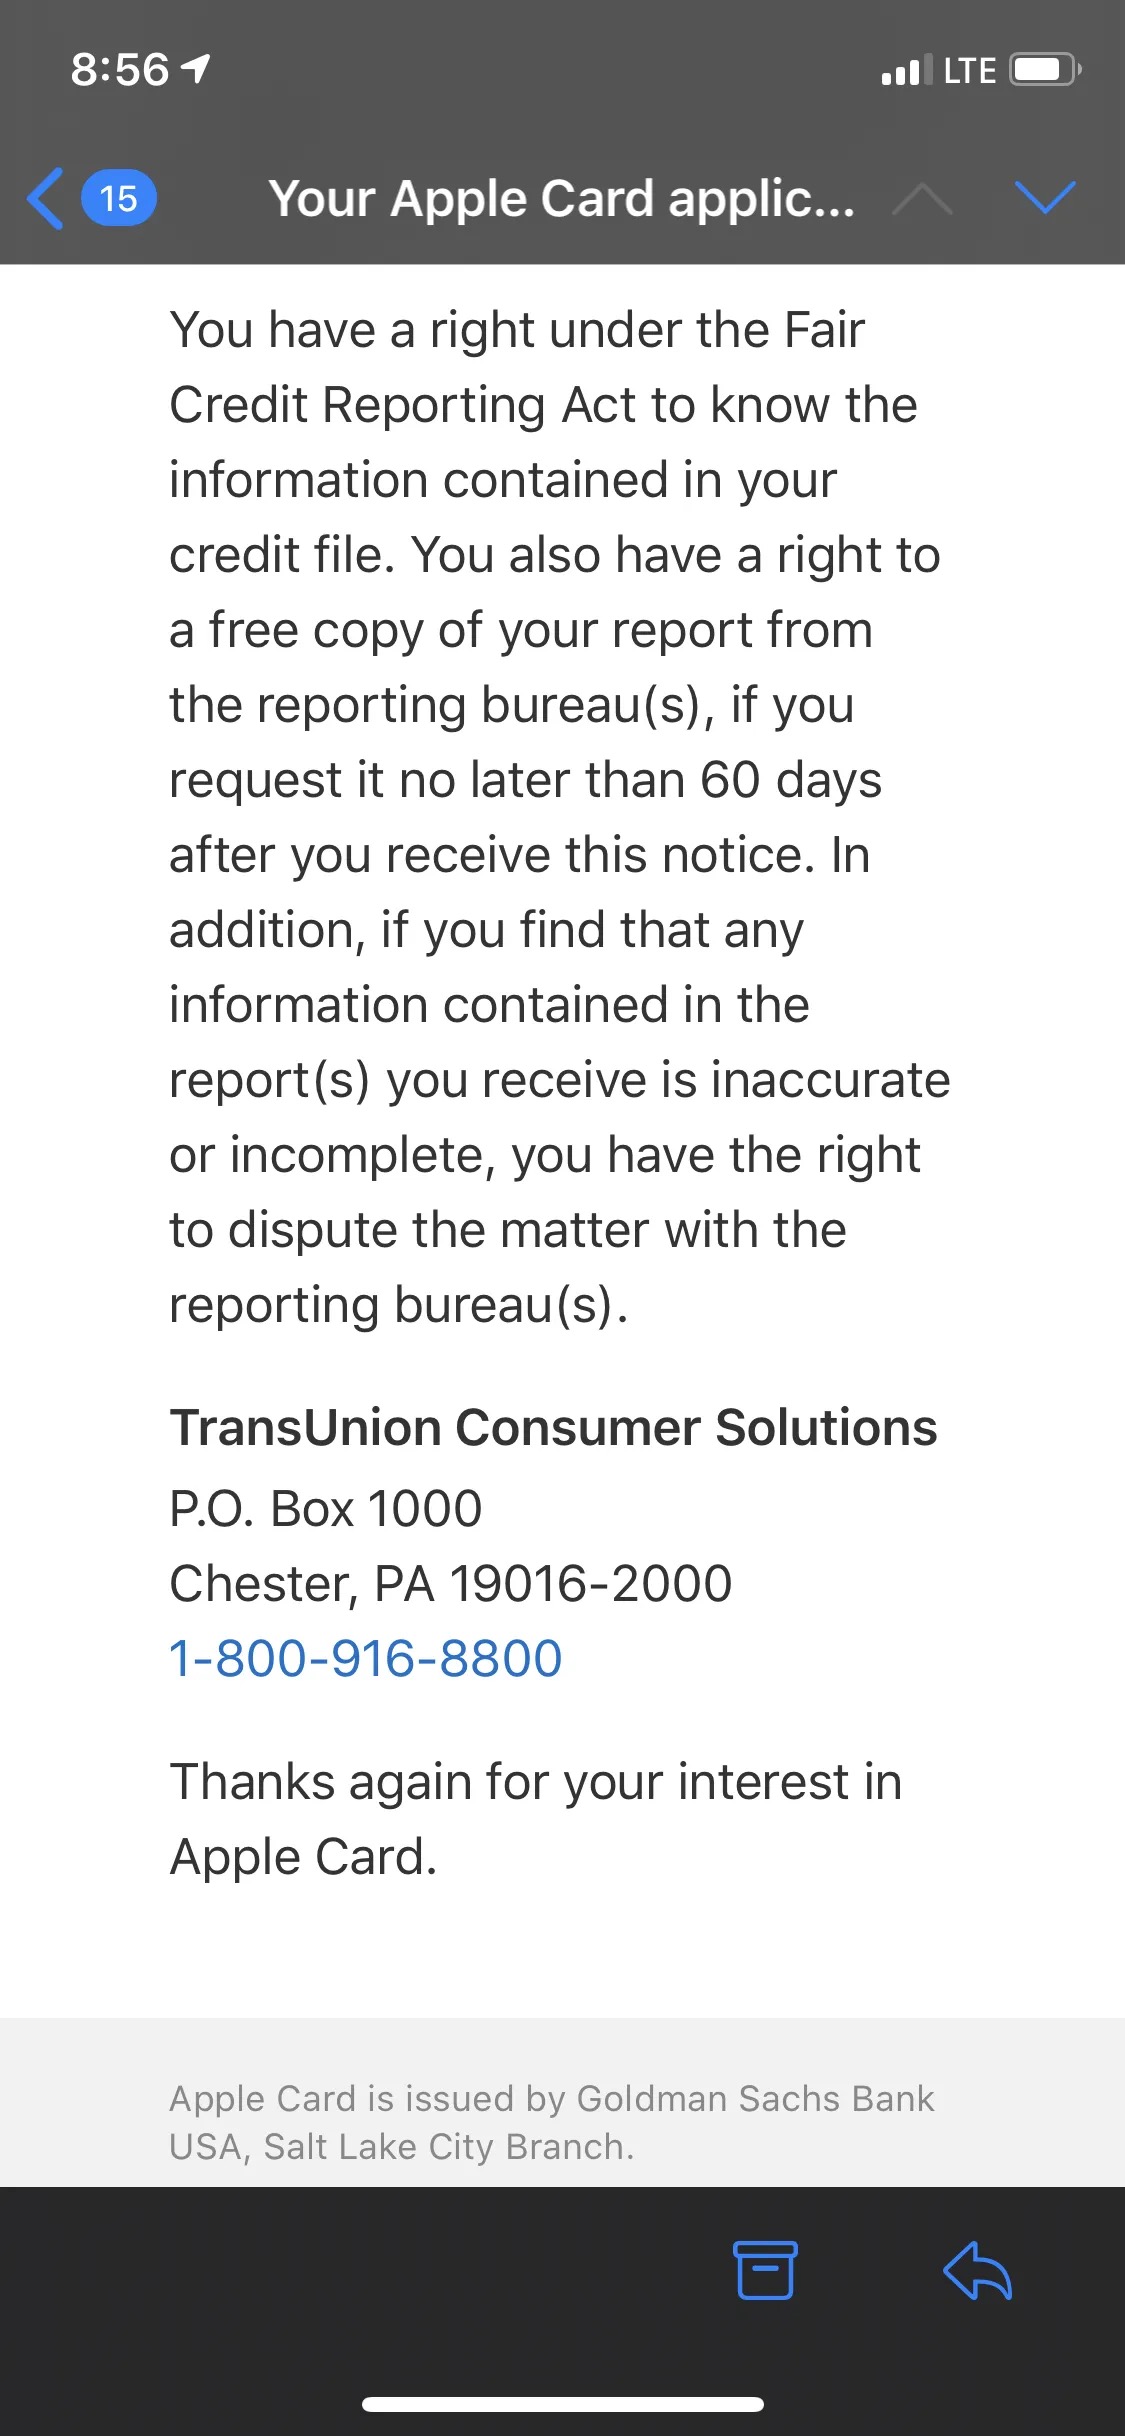 8:56
LTE
15
Your Apple Card applic...
You have a right under the Fair
Credit Reporting Act to know the
information contained in your
credit file. You also have a right to
a free copy of your report from
the reporting bureau(s), if you
request it no later than 60 days
after you receive this notice. In
addition, if you find that any
information contained in the
report(s) you receive is inaccurate
or incomplete, you have the right
to dispute the matter with the
reporting bureau(s).
TransUnion Consumer Solutions
P.O. Box 1000
Chester, PA 19016-2000
1-800-916-8800
Thanks again for your interest in
Apple Card.
Apple Card is issued by Goldman Sachs Bank
USA, Salt Lake City Branch.